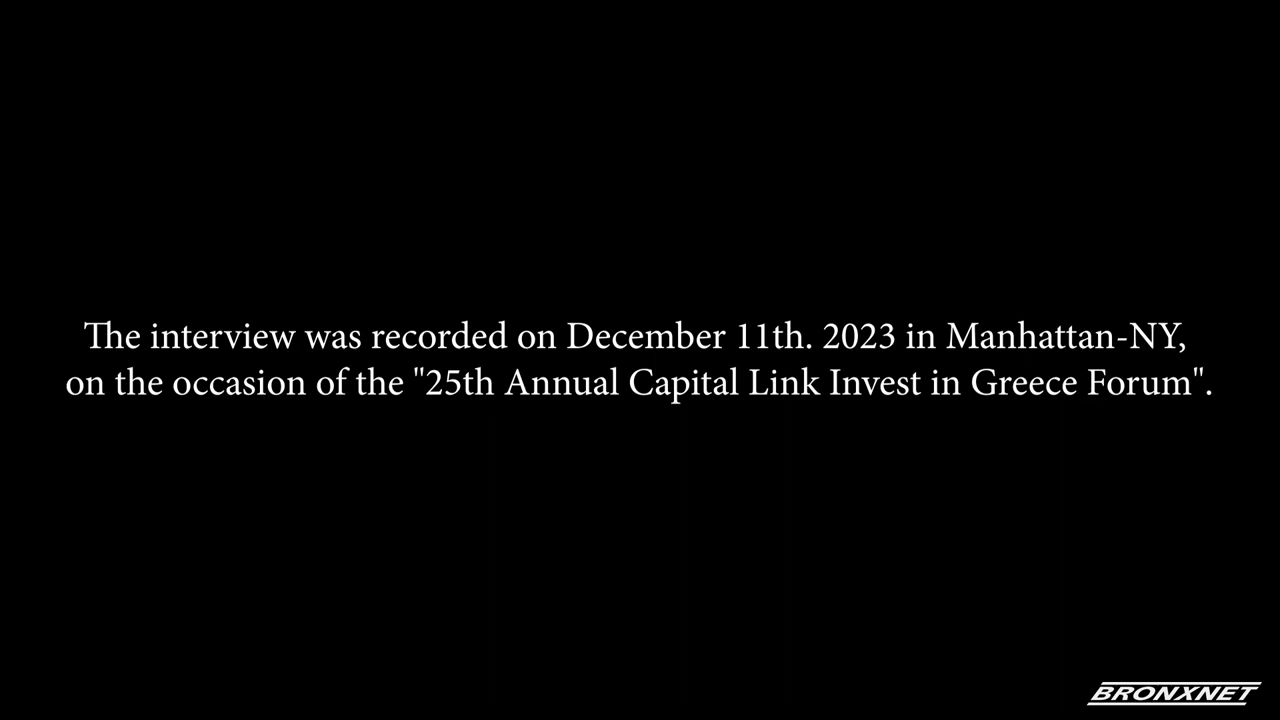 The interview was recorded on December 11th. 2023 in Manhattan-NY,
on the occasion of the "25th Annual Capital Link Invest in Greece Forum".
BRONXNET